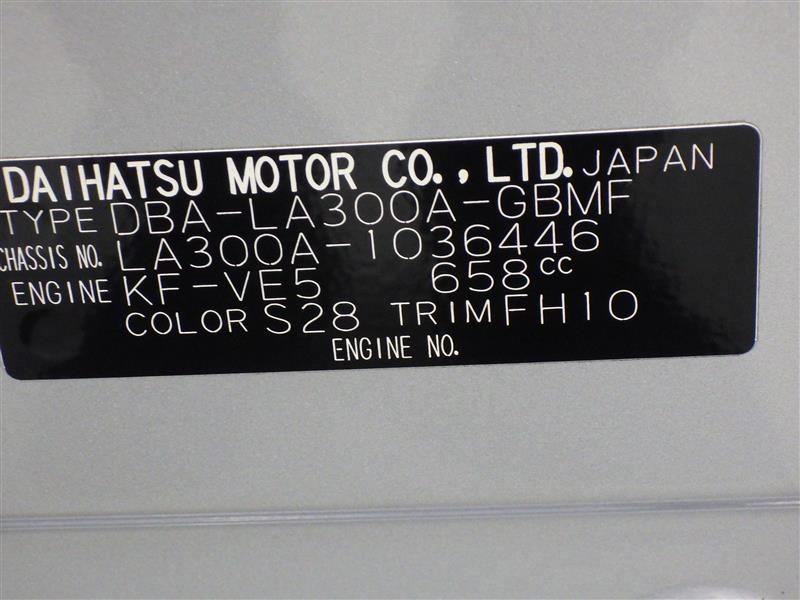 DAIHATSU MOTOR CO., LTD. JAPAN
TYPE DBA-LA300A-GBMF
CHASSIS NO. LA300A-1036446
ENGINE KF-VE5 658cc
COLOR S28 TRIM FH10
ENGINE NO.